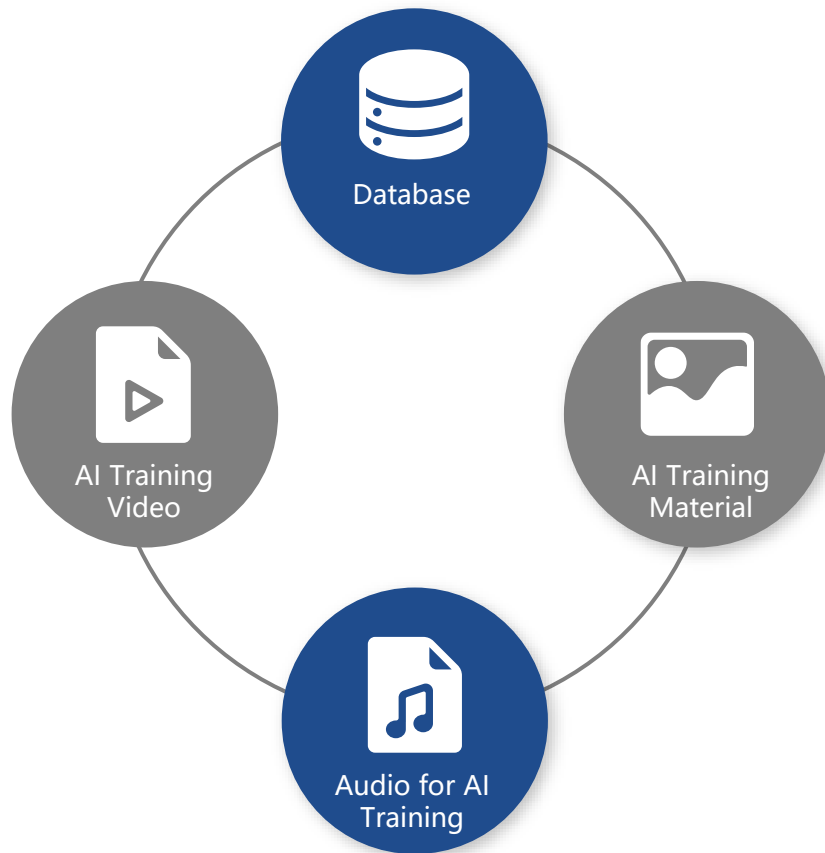 Database
AI Training
Video
AI Training
Material
Audio for AI
Training